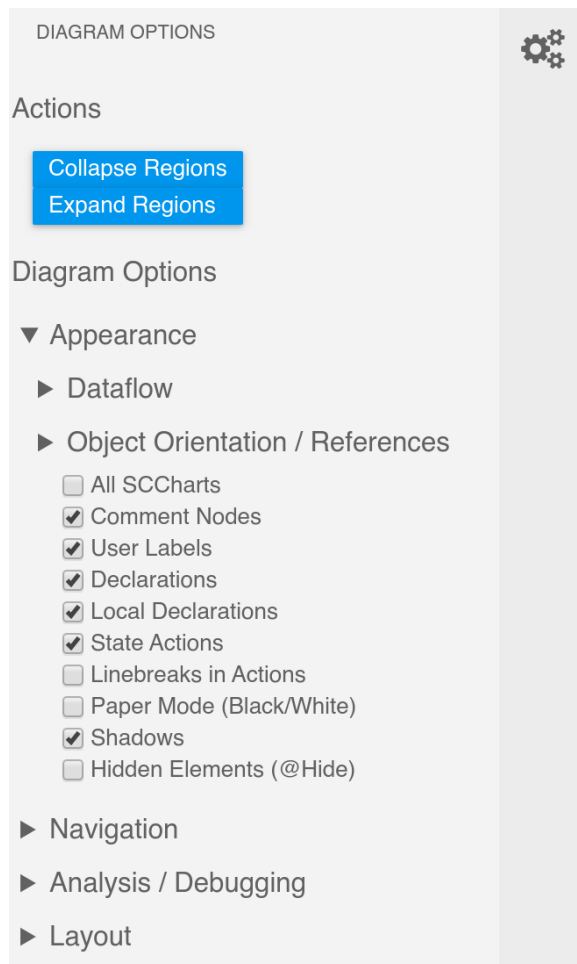 DIAGRAM OPTIONS
Actions
Collapse Regions
Expand Regions
Diagram Options
Appearance
Dataflow
Object Orientation / References
All SCCharts
Comment Nodes
User Labels
Declarations
Local Declarations
State Actions
Linebreaks in Actions
Paper Mode (Black/White)
Shadows
Hidden Elements (@Hide)
Navigation
Analysis / Debugging
Layout